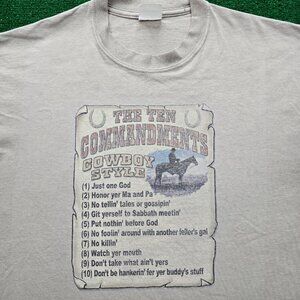 THE TEN
COMMANDMENTS
COWBOY
STYLE
(1) Just one God
(2) Honor yer Ma and Pa
(3) No tellin' tales or gossipin'
(4) Git yerself to Sabbath meetin'
(5) Put nothin' before God
(6) No foolin' around with another feller's gal
(7) No killin'
(8) Watch yer mouth
(9) Don't take what ain't yers
(10) Don't be hankerin' for yer buddy's stuff